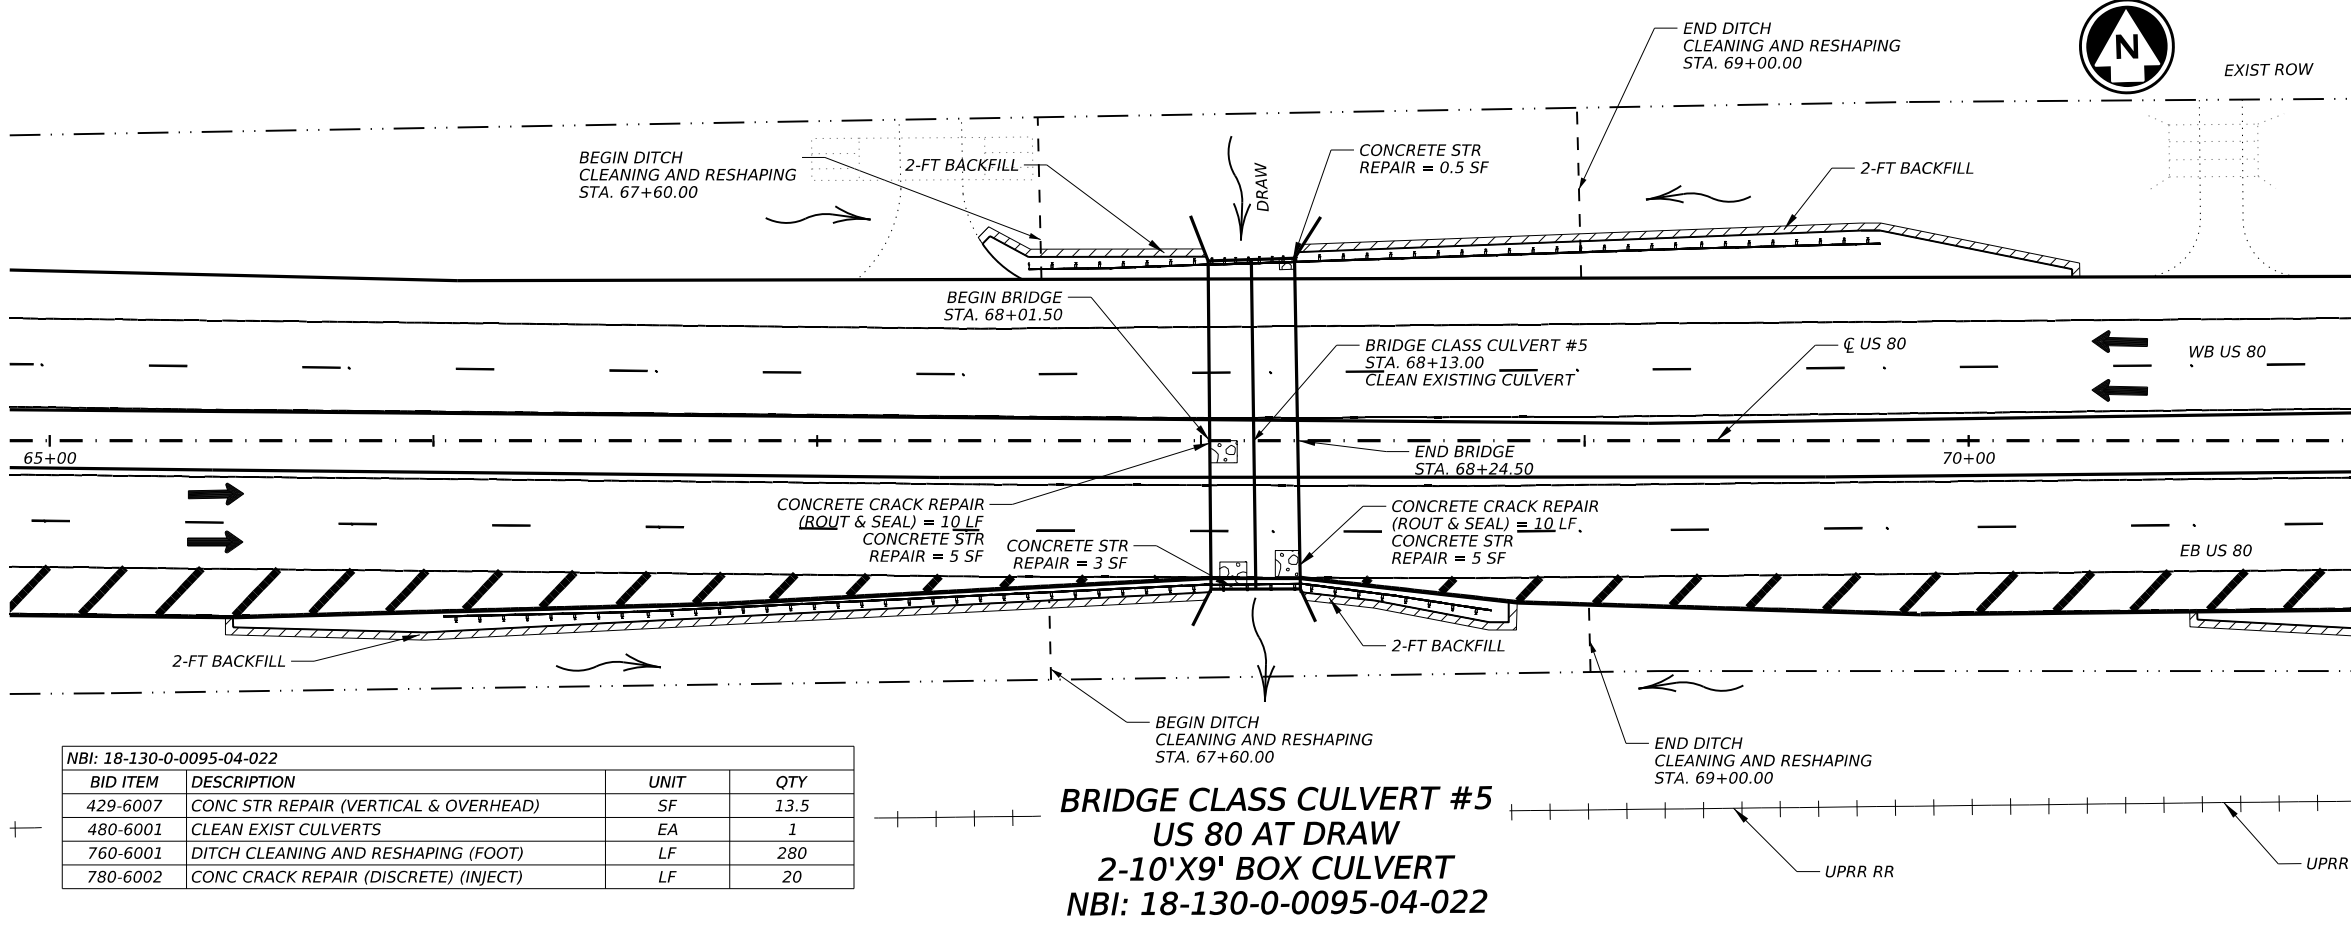 END DITCH
CLEANING AND RESHAPING
STA. 69+00.00
N
EXIST ROW
BEGIN DITCH
CLEANING AND RESHAPING
STA. 67+60.00
2-FT BACKFILL
DRAW
CONCRETE STR
REPAIR = 0.5 SF
2-FT BACKFILL
BEGIN BRIDGE
STA. 68+01.50
BRIDGE CLASS CULVERT #5
STA. 68+13.00
CLEAN EXISTING CULVERT
℄ US 80
WB US 80
65+00
END BRIDGE
STA. 68+24.50
70+00
CONCRETE CRACK REPAIR
(ROUT & SEAL) = 10 LF
CONCRETE STR
REPAIR = 5 SF
CONCRETE STR
REPAIR = 3 SF
CONCRETE CRACK REPAIR
(ROUT & SEAL) = 10 LF
CONCRETE STR
REPAIR = 5 SF
EB US 80
2-FT BACKFILL
2-FT BACKFILL
BEGIN DITCH
CLEANING AND RESHAPING
STA. 67+60.00
END DITCH
CLEANING AND RESHAPING
STA. 69+00.00
NBI: 18-130-0-0095-04-022
BID ITEM DESCRIPTION UNIT QTY
429-6007 CONC STR REPAIR (VERTICAL & OVERHEAD) SF 13.5
480-6001 CLEAN EXIST CULVERTS EA 1
760-6001 DITCH CLEANING AND RESHAPING (FOOT) LF 280
780-6002 CONC CRACK REPAIR (DISCRETE) (INJECT) LF 20
BRIDGE CLASS CULVERT #5
US 80 AT DRAW
2-10'X9' BOX CULVERT
NBI: 18-130-0-0095-04-022
UPRR RR
UPRR